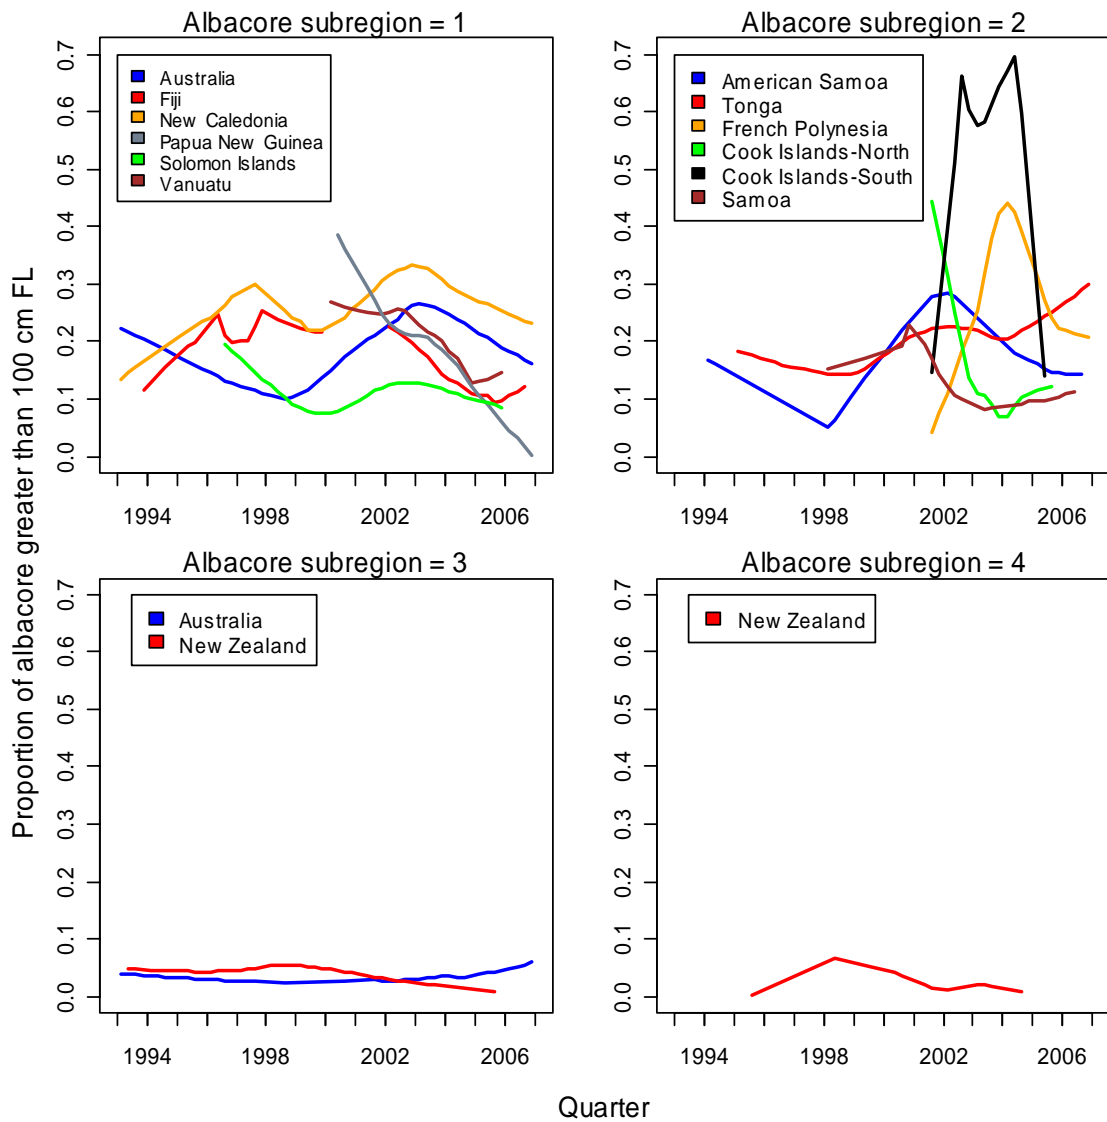 Proportion of albacore greater than 100 cm FL
Albacore subregion = 1
0.7
0.6
0.5
0.4
0.3
0.2
0.1
0.0
Australia
Fiji
New Caledonia
Papua New Guinea
Solomon Islands
Vanuatu
1994 1998 2002 2006
Albacore subregion = 2
0.7
0.6
0.5
0.4
0.3
0.2
0.1
0.0
American Samoa
Tonga
French Polynesia
Cook Islands-North
Cook Islands-South
Samoa
1994 1998 2002 2006
Albacore subregion = 3
0.7
0.6
0.5
0.4
0.3
0.2
0.1
0.0
Australia
New Zealand
1994 1998 2002 2006
Albacore subregion = 4
0.7
0.6
0.5
0.4
0.3
0.2
0.1
0.0
New Zealand
1994 1998 2002 2006
Quarter